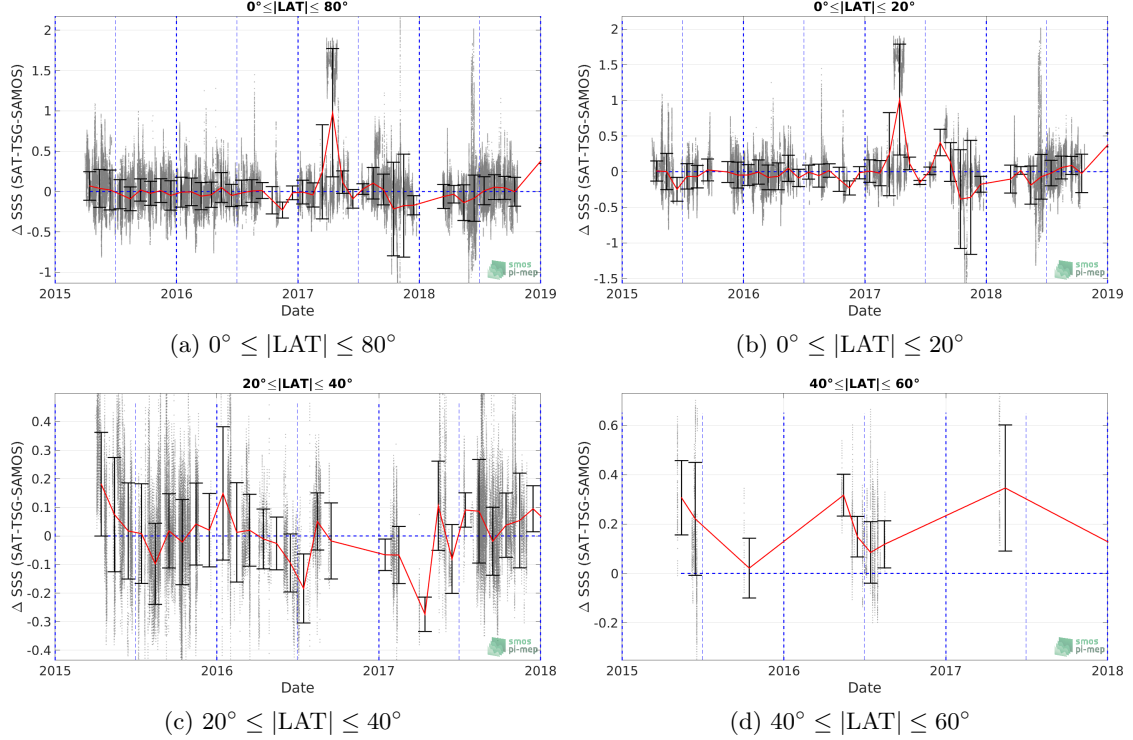 0°≤|LAT|≤ 80°
Δ SSS (SAT-TSG-SAMOS)
2
1.5
1
0.5
0
-0.5
-1
2015
2016
2017
2018
2019
Date
smos
pi-mep
(a) 0° ≤ |LAT| ≤ 80°
0°≤|LAT|≤ 20°
Δ SSS (SAT-TSG-SAMOS)
2
1.5
1
0.5
0
-0.5
-1
-1.5
2015
2016
2017
2018
2019
Date
smos
pi-mep
(b) 0° ≤ |LAT| ≤ 20°
20°≤|LAT|≤ 40°
Δ SSS (SAT-TSG-SAMOS)
0.4
0.3
0.2
0.1
0
-0.1
-0.2
-0.3
-0.4
2015
2016
2017
2018
Date
smos
pi-mep
(c) 20° ≤ |LAT| ≤ 40°
40°≤|LAT|≤ 60°
Δ SSS (SAT-TSG-SAMOS)
0.6
0.4
0.2
0
-0.2
2015
2016
2017
2018
Date
smos
pi-mep
(d) 40° ≤ |LAT| ≤ 60°